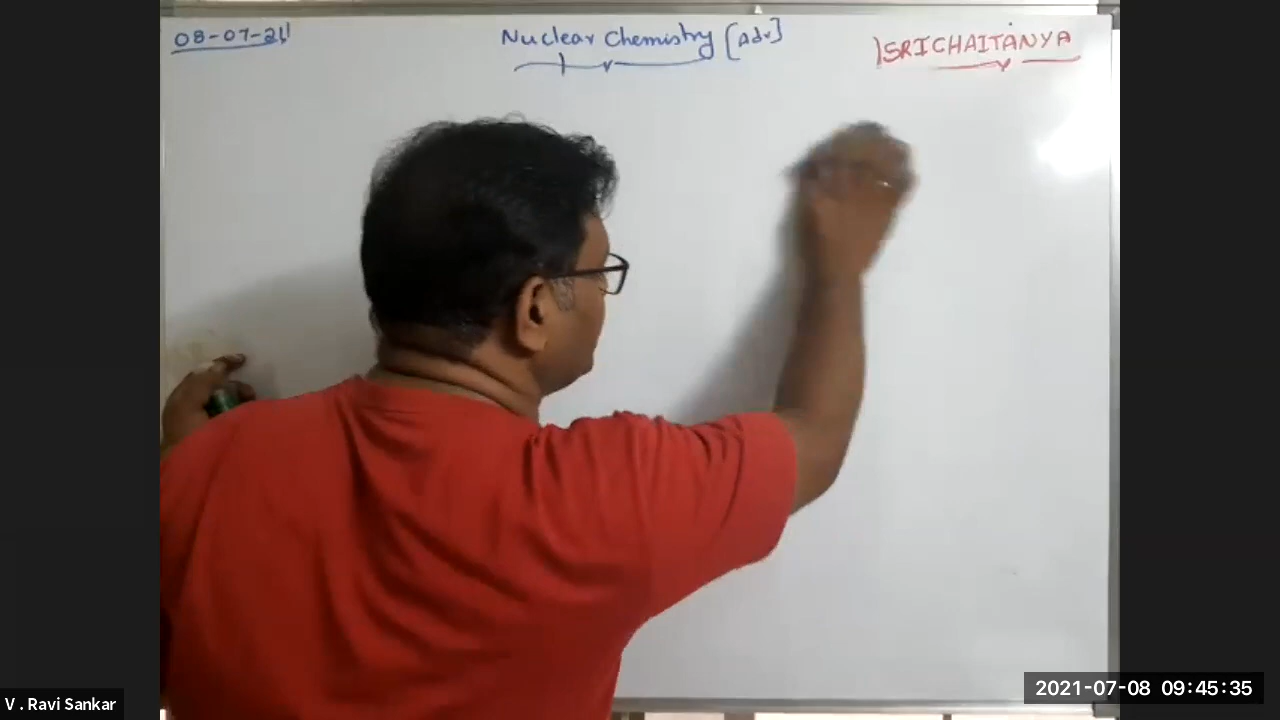 08-07-21
Nuclear Chemistry [Adv]
SRICHAITANYA
V . Ravi Sankar
2021-07-08 09:45:35